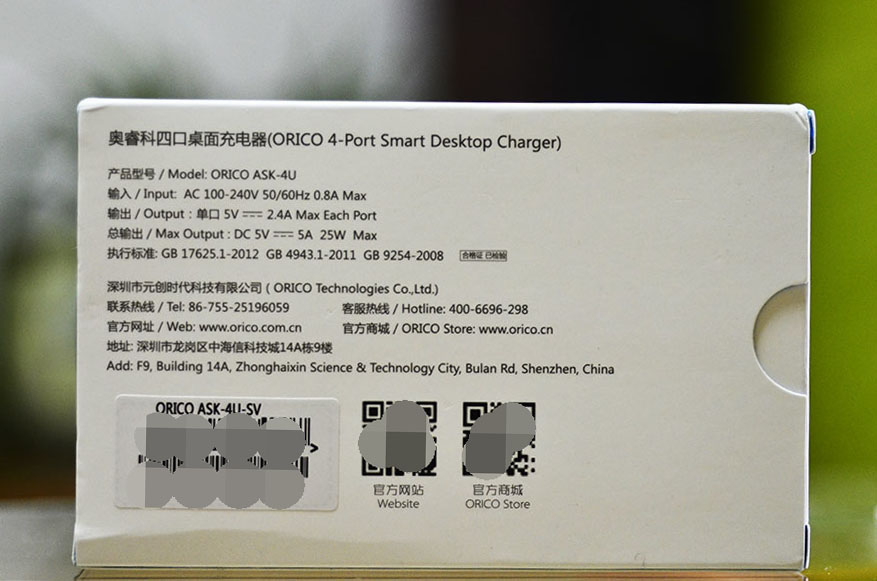 奥睿科四口桌面充电器(ORICO 4-Port Smart Desktop Charger)
产品型号 / Model: ORICO ASK-4U
输入 / Input: AC 100-240V 50/60Hz 0.8A Max
输出 / Output : 单口 5V ⎓ 2.4A Max Each Port
总输出 / Max Output : DC 5V ⎓ 5A 25W Max
执行标准: GB 17625.1-2012 GB 4943.1-2011 GB 9254-2008 合格证 已检验
深圳市元创时代科技有限公司 ( ORICO Technologies Co.,Ltd.)
联系热线 / Tel: 86-755-25196059 客服热线 / Hotline: 400-6696-298
官方网址 / Web: www.orico.com.cn 官方商城 / ORICO Store: www.orico.cn
地址: 深圳市龙岗区中海信科技城14A栋9楼
Add: F9, Building 14A, Zhonghaixin Science & Technology City, Bulan Rd, Shenzhen, China
ORICO ASK-4U-SV
官方网站 官方商城
Website ORICO Store